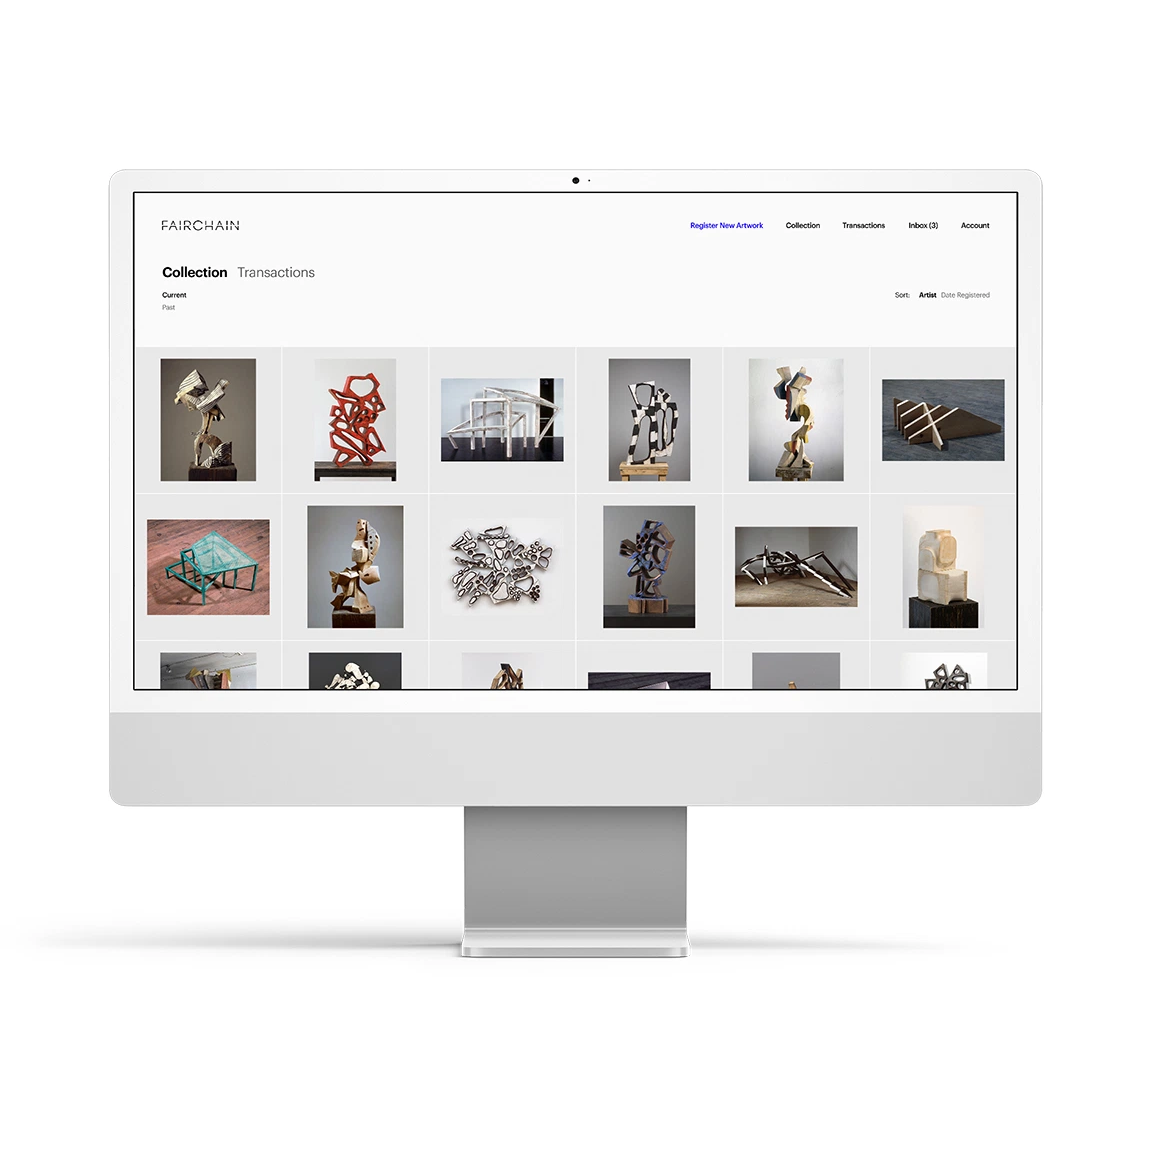 FAIRCHAIN
Register New Artwork Collection Transactions Inbox (3) Account
Collection Transactions
Current
Sort: Artist Date Registered
Past